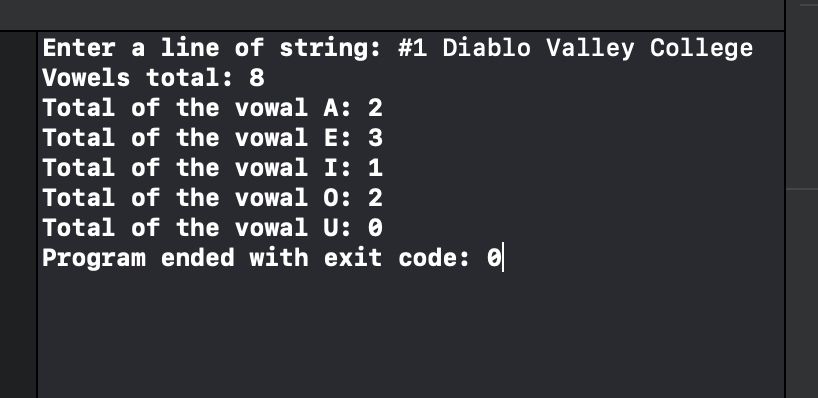 Enter a line of string: #1 Diablo Valley College
Vowels total: 8
Total of the vowal A: 2
Total of the vowal E: 3
Total of the vowal I: 1
Total of the vowal O: 2
Total of the vowal U: 0
Program ended with exit code: 0